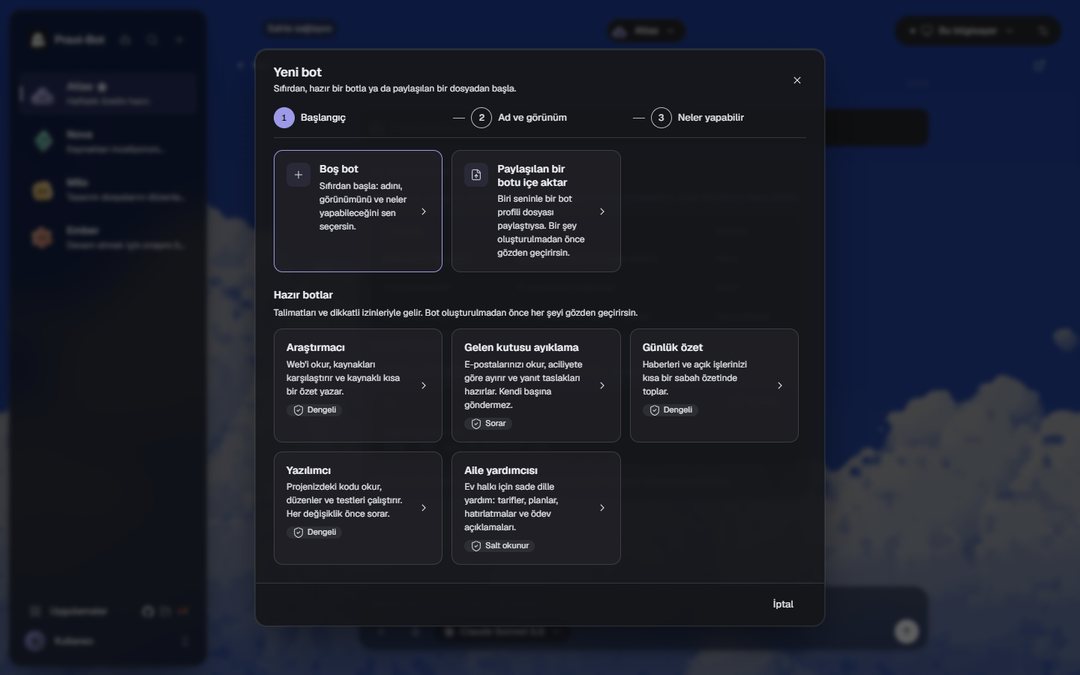 Yeni bot
Sıfırdan, hazır bir botla ya da paylaşılan bir dosyadan başla.
1 Başlangıç
2 Ad ve görünüm
3 Neler yapabilir
Boş bot
Sıfırdan başla: adını,
görünümünü ve neler
yapabileceğini sen
seçersin.
Paylaşılan bir
botu içe aktar
Biri seninle bir bot
profili dosyası
paylaştıysa. Bir şey
oluşturulmadan önce
gözden geçirirsin.
Hazır botlar
Talimatları ve dikkatli izinleriyle gelir. Bot oluşturulmadan önce her şeyi gözden geçirirsin.
Araştırmacı
Web'i okur, kaynakları
karşılaştırır ve kaynaklı kısa
bir özet yazar.
Dengeli
Gelen kutusu ayıklama
E-postalarınızı okur, aciliyete
göre ayırır ve yanıt taslakları
hazırlar. Kendi başına
göndermez.
Sorar
Günlük özet
Haberleri ve açık işlerinizi
kısa bir sabah özetinde
toplar.
Dengeli
Yazılımcı
Projenizdeki kodu okur,
düzenler ve testleri çalıştırır.
Her değişiklik önce sorar.
Dengeli
Aile yardımcısı
Ev halkı için sade dille
yardım: tarifler, planlar,
hatırlatmalar ve ödev
açıklamaları.
Salt okunur
İptal